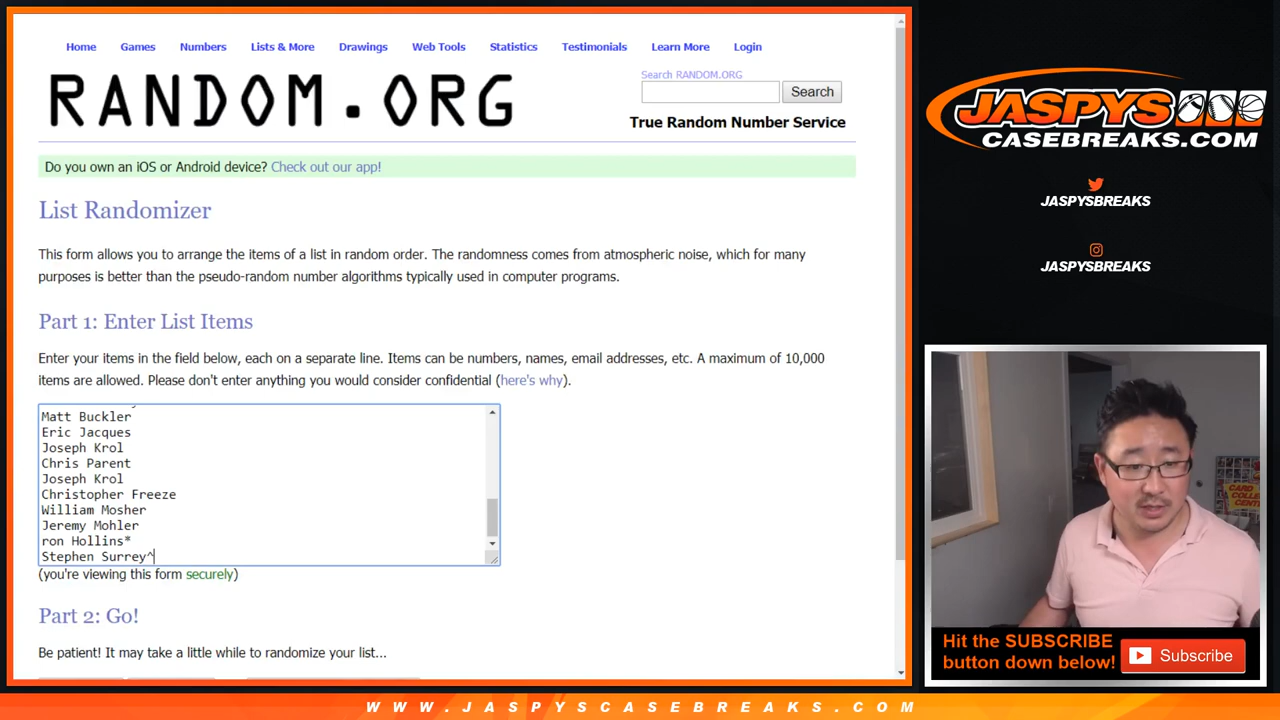 Home Games Numbers Lists & More Drawings Web Tools Statistics Testimonials Learn More Login
RANDOM.ORG
Search RANDOM.ORG
Search
True Random Number Service
Do you own an iOS or Android device? Check out our app!
List Randomizer
This form allows you to arrange the items of a list in random order. The randomness comes from atmospheric noise, which for many
purposes is better than the pseudo-random number algorithms typically used in computer programs.
Part 1: Enter List Items
Enter your items in the field below, each on a separate line. Items can be numbers, names, email addresses, etc. A maximum of 10,000
items are allowed. Please don't enter anything you would consider confidential (here's why).
Matt Buckler
Eric Jacques
Joseph Krol
Chris Parent
Joseph Krol
Christopher Freeze
William Mosher
Jeremy Mohler
ron Hollins*
Stephen Surrey^
(you're viewing this form securely)
Part 2: Go!
Be patient! It may take a little while to randomize your list...
JASPYS
CASEBREAKS.COM
JASPYSBREAKS
JASPYSBREAKS
CARD
COLLEC
CENTER
Hit the SUBSCRIBE
button down below!
Subscribe
WWW.JASPYSCASEBREAKS.COM